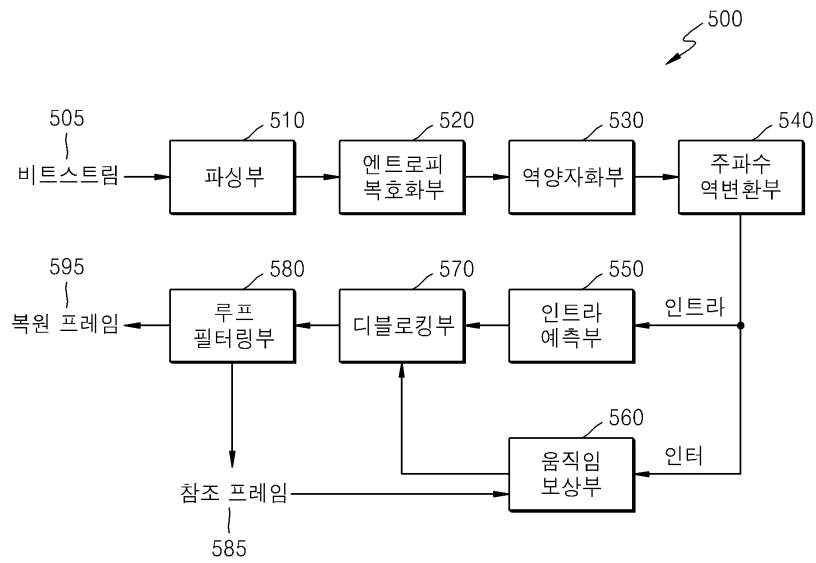 500
505
510
520
530
540
비트스트림
파싱부
엔트로피
복호화부
역양자화부
주파수
역변환부
595
580
570
550
복원 프레임
루프
필터링부
디블로킹부
인트라
예측부
인트라
560
움직임
보상부
인터
참조 프레임
585